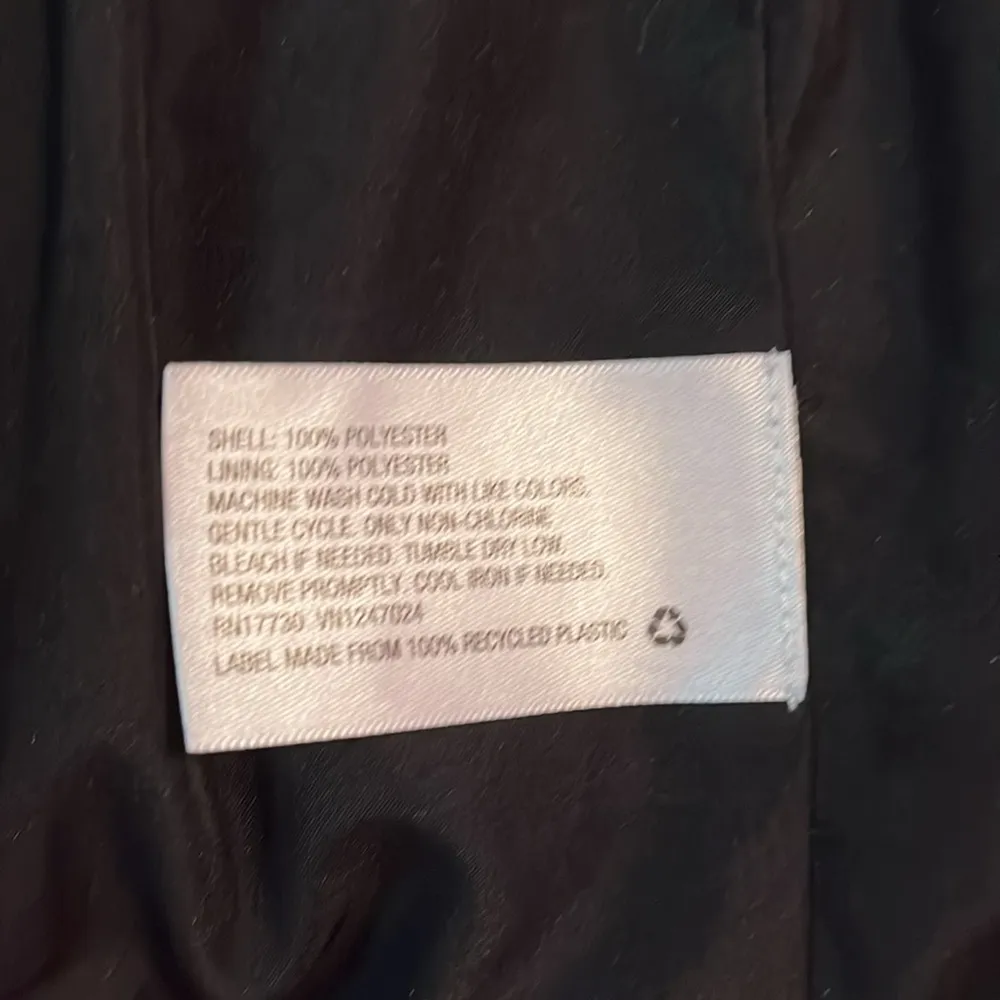 SHELL: 100% POLYESTER
LINING: 100% POLYESTER
MACHINE WASH COLD WITH LIKE COLORS.
GENTLE CYCLE. ONLY NON-CHLORINE
BLEACH IF NEEDED. TUMBLE DRY LOW.
REMOVE PROMPTLY. COOL IRON IF NEEDED.
RN17730 VN1247024
LABEL MADE FROM 100% RECYCLED PLASTIC